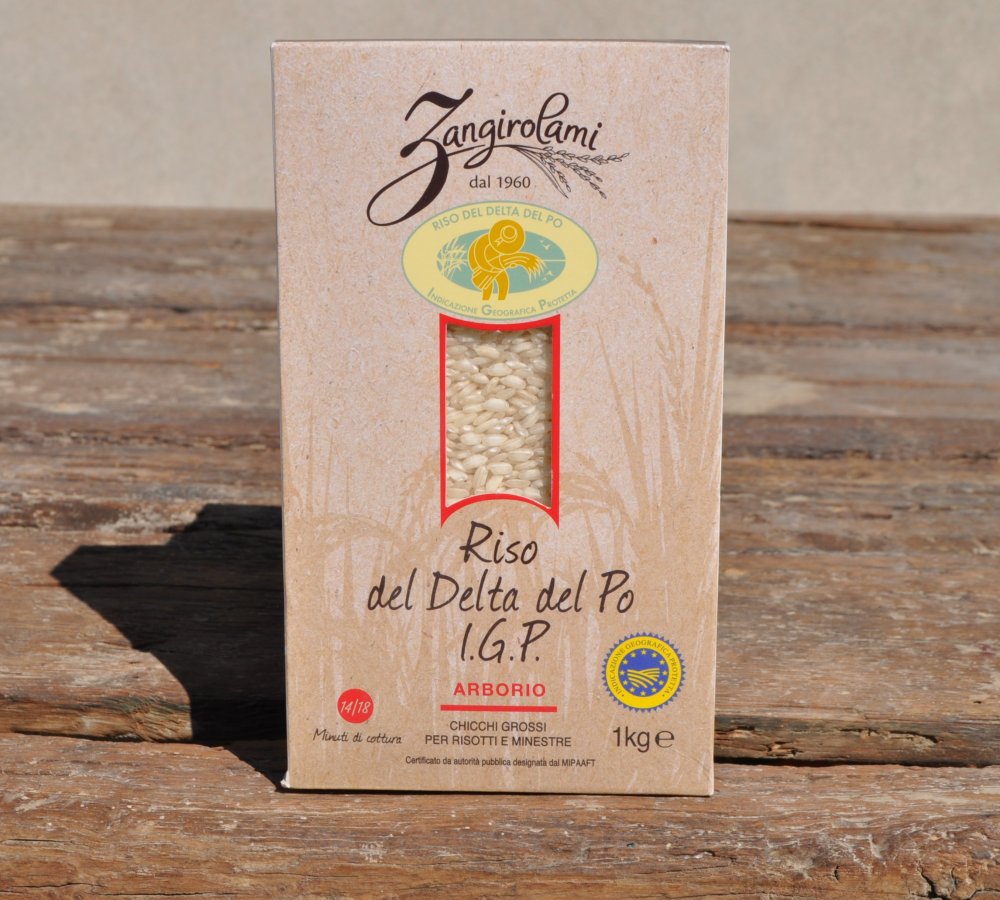 Zangirolami
dal 1960
RISO DEL DELTA DEL PO
INDICAZIONE GEOGRAFICA PROTETTA
Riso
del Delta del Po
I.G.P.
INDICAZIONE GEOGRAFICA PROTETTA
ARBORIO
14/18
Minuti di cottura
CHICCHI GROSSI
PER RISOTTI E MINESTRE
1kg ℮
Certificato da autorità pubblica designata dal MIPAAFT